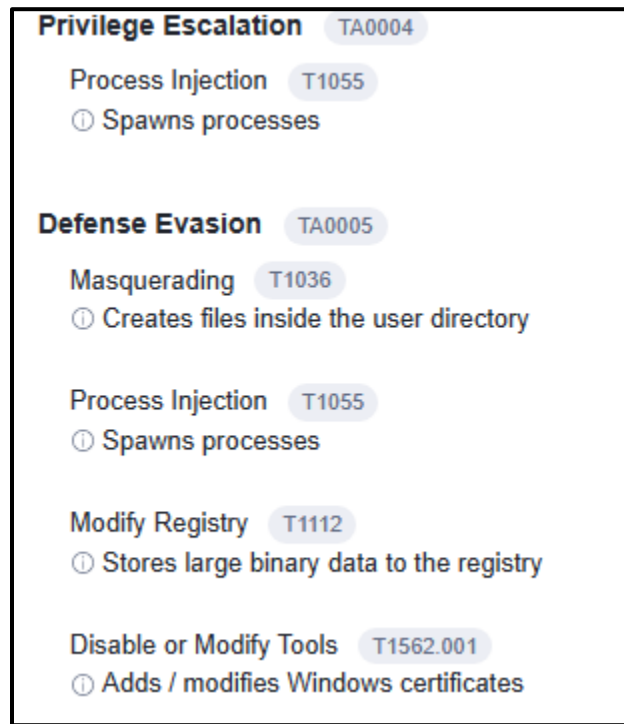 Privilege Escalation TA0004
Process Injection T1055
Spawns processes
Defense Evasion TA0005
Masquerading T1036
Creates files inside the user directory
Process Injection T1055
Spawns processes
Modify Registry T1112
Stores large binary data to the registry
Disable or Modify Tools T1562.001
Adds / modifies Windows certificates